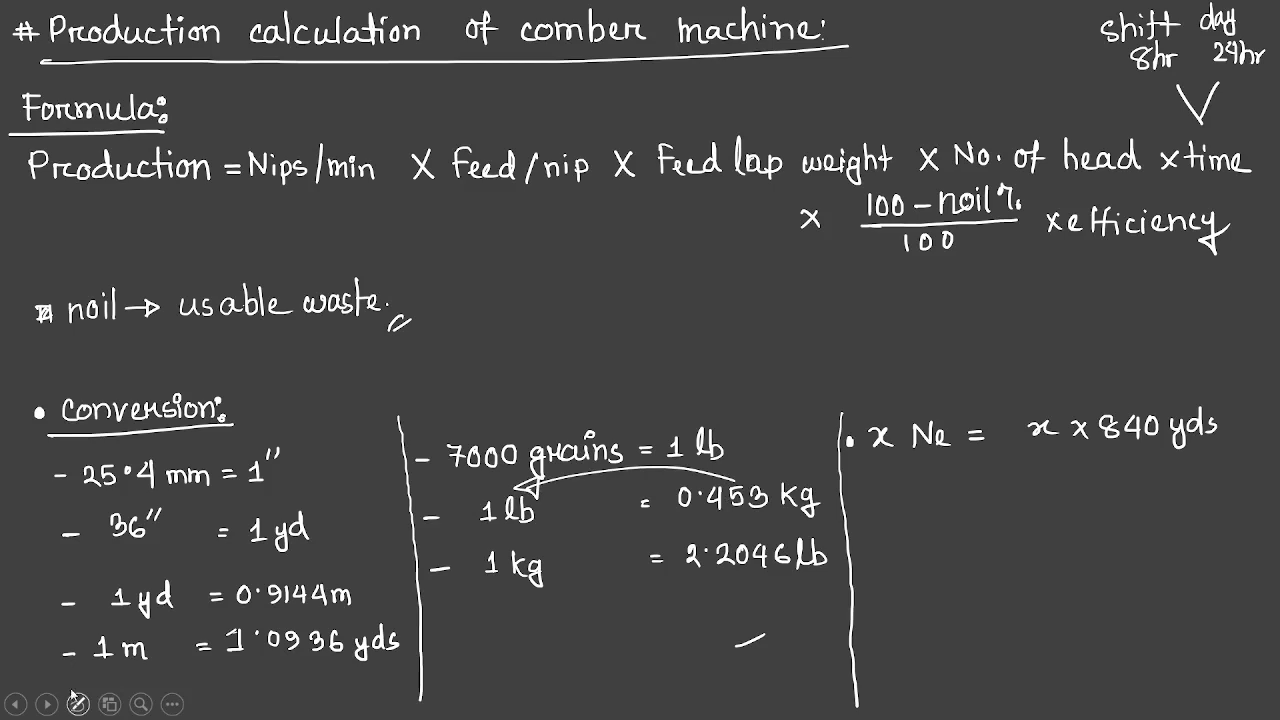 # Production calculation of comber machine:
shift day
8hr 24hr
Formula:
Production = Nips/min X Feed/nip X Feed lap weight x No. of head x time
x (100 - noil %)/100 x efficiency
noil → usable waste.
• Conversion:
- 25.4 mm = 1"
- 36" = 1 yd
- 1 yd = 0.9144m
- 1 m = 1.0936 yds
- 7000 grains = 1 lb
- 1 lb = 0.453 kg
- 1 kg = 2.2046 lb
• x Ne = x x 840 yds